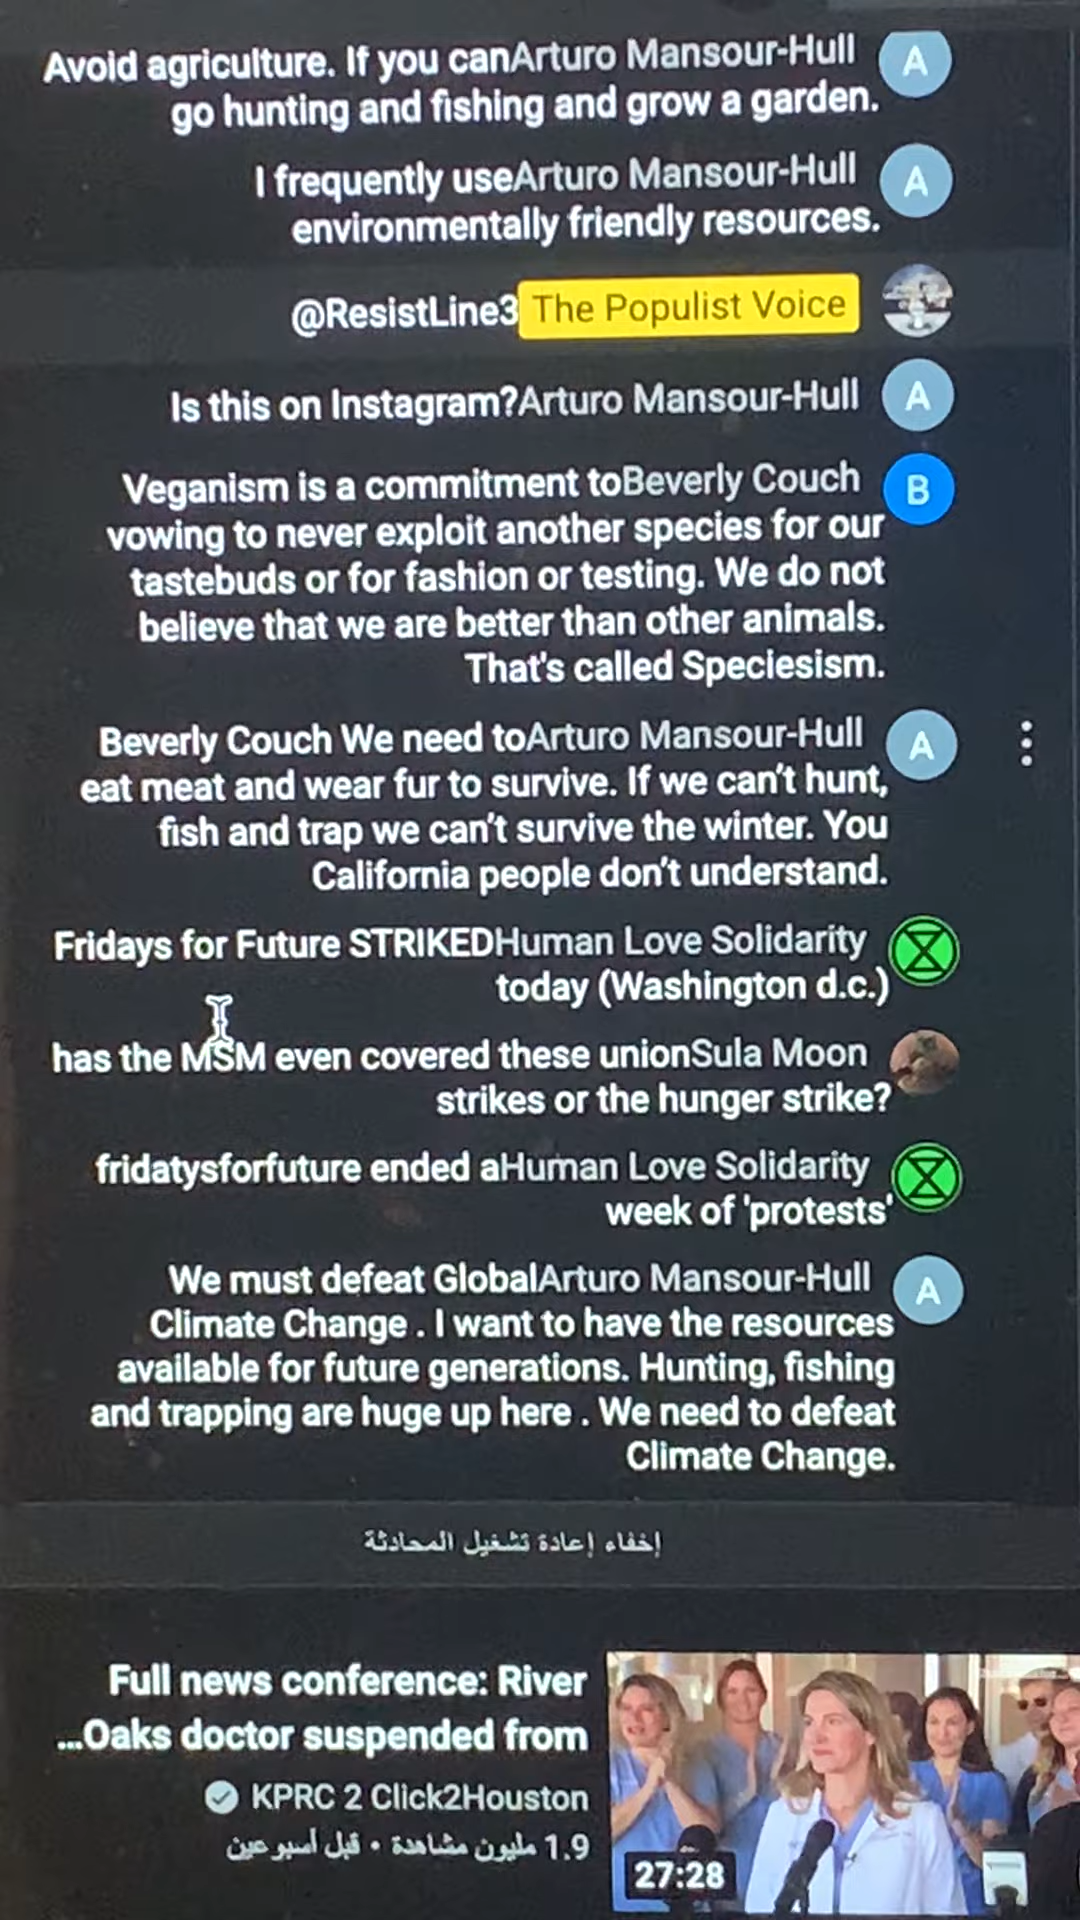 Avoid agriculture. If you canArturo Mansour-Hull
A
go hunting and fishing and grow a garden.
I frequently useArturo Mansour-Hull
A
environmentally friendly resources.
@ResistLine3 The Populist Voice
Is this on Instagram?Arturo Mansour-Hull
A
Veganism is a commitment toBeverly Couch
B
vowing to never exploit another species for our
tastebuds or for fashion or testing. We do not
believe that we are better than other animals.
That's called Speciesism.
Beverly Couch We need toArturo Mansour-Hull
A
eat meat and wear fur to survive. If we can't hunt,
fish and trap we can't survive the winter. You
California people don't understand.
Fridays for Future STRIKEDHuman Love Solidarity
today (Washington d.c.)
has the MSM even covered these unionSula Moon
strikes or the hunger strike?
fridatysforfuture ended aHuman Love Solidarity
week of 'protests'
We must defeat GlobalArturo Mansour-Hull
A
Climate Change . I want to have the resources
available for future generations. Hunting, fishing
and trapping are huge up here . We need to defeat
Climate Change.
إخفاء إعادة تشغيل المحادثة
Full news conference: River
...Oaks doctor suspended from
KPRC 2 Click2Houston
1.9 مليون مشاهدة • قبل أسبوعين
27:28